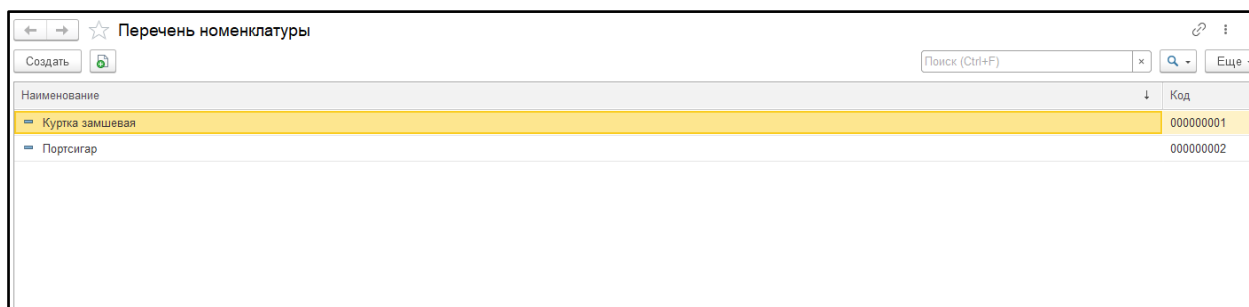 Перечень номенклатуры
Создать
Поиск (Ctrl+F)
×
Еще
Наименование ↓ Код
Куртка замшевая 000000001
Портсигар 000000002